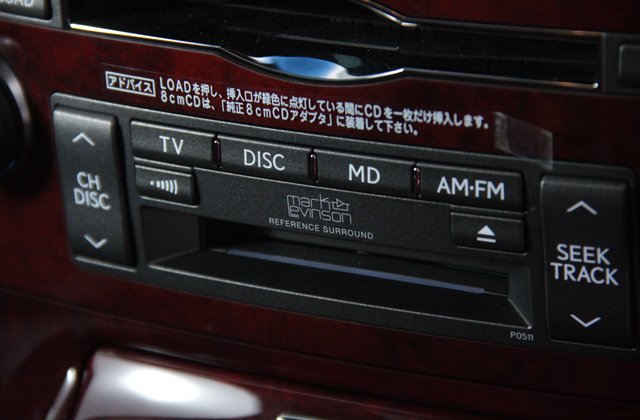 LOAD
アドバイス
LOADを押し、挿入口が緑色に点灯している間にCDを一枚だけ挿入します。
8cmCDは、「純正8cmCDアダプタ」に装着して下さい。
TV
DISC
MD
AM·FM
CH
DISC
mark
Levinson
REFERENCE SURROUND
SEEK
TRACK
P0511